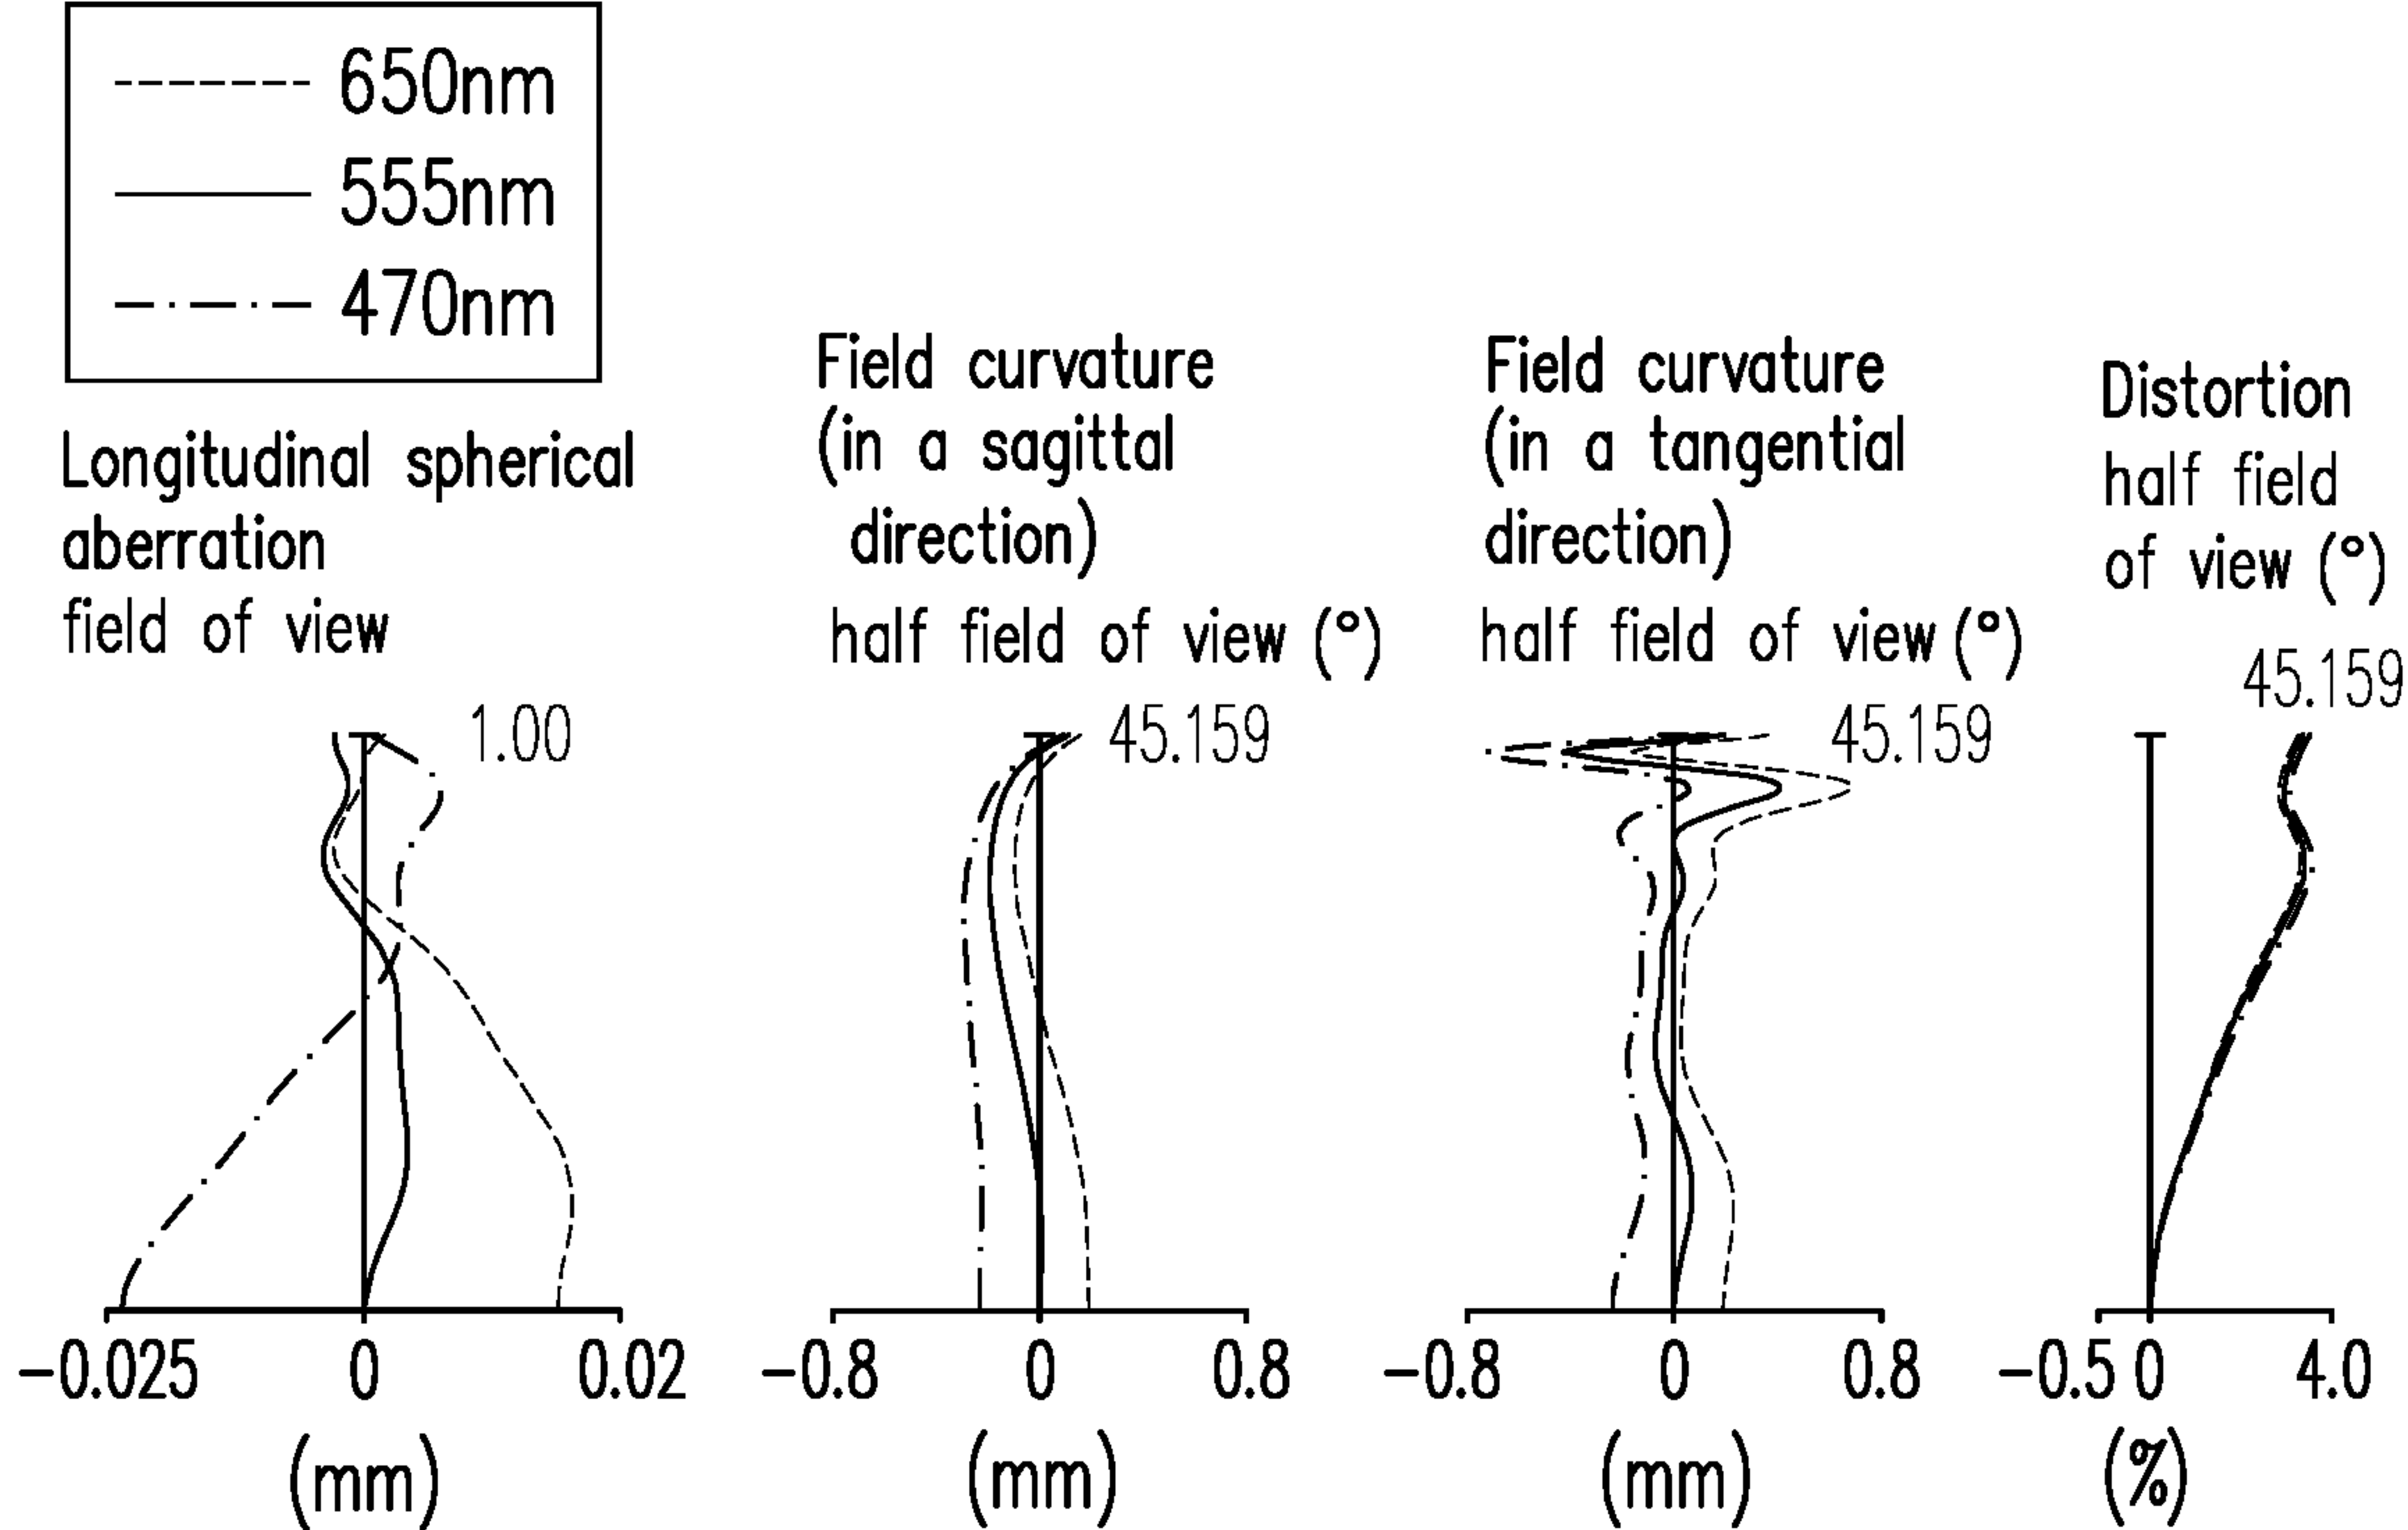 650nm
555nm
470nm
Longitudinal spherical
aberration
field of view
1.00
-0.025 0 0.02
(mm)
Field curvature
(in a sagittal
direction)
half field of view (°)
45.159
-0.8 0 0.8
(mm)
Field curvature
(in a tangential
direction)
half field of view (°)
45.159
-0.8 0 0.8
(mm)
Distortion
half field
of view (°)
45.159
-0.5 0 4.0
(%)